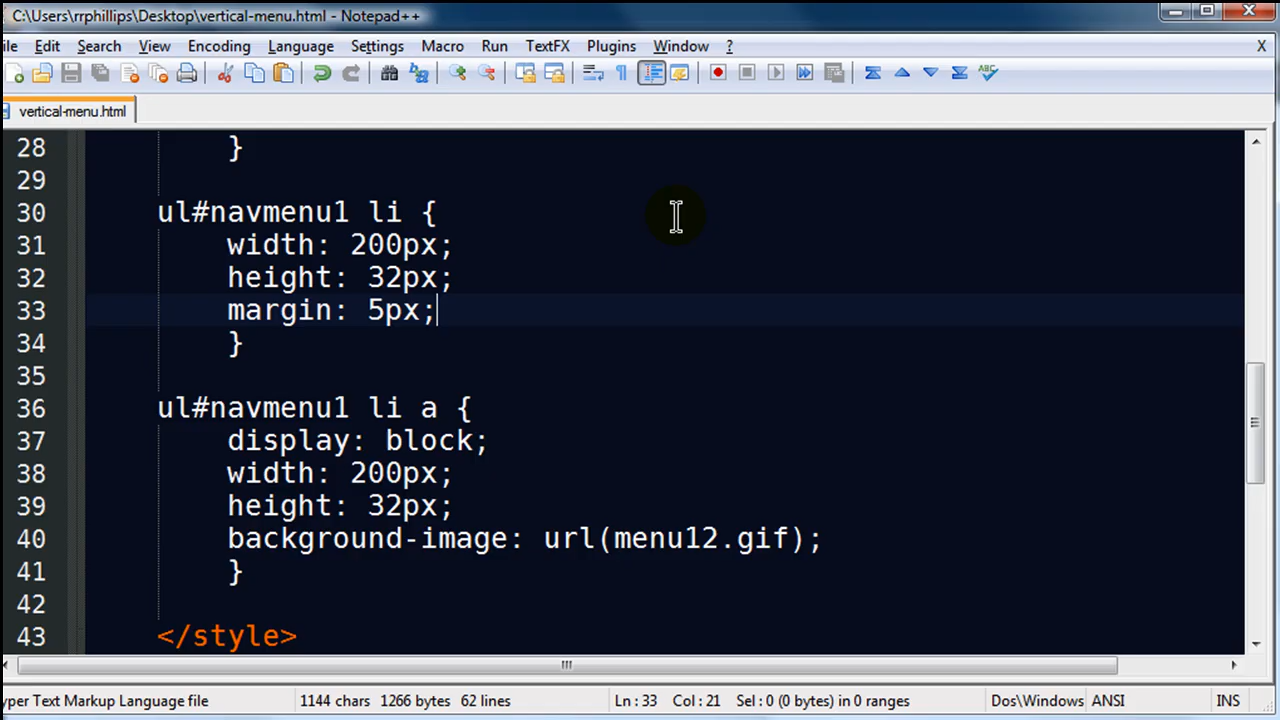 C:\Users\rrphillips\Desktop\vertical-menu.html - Notepad++
ile Edit Search View Encoding Language Settings Macro Run TextFX Plugins Window ? X
ABC
vertical-menu.html
28 }
29
30 ul#navmenu1 li {
31 width: 200px;
32 height: 32px;
33 margin: 5px;
34 }
35
36 ul#navmenu1 li a {
37 display: block;
38 width: 200px;
39 height: 32px;
40 background-image: url(menu12.gif);
41 }
42
43 </style>
yper Text Markup Language file 1144 chars 1266 bytes 62 lines Ln : 33 Col : 21 Sel : 0 (0 bytes) in 0 ranges Dos\Windows ANSI INS